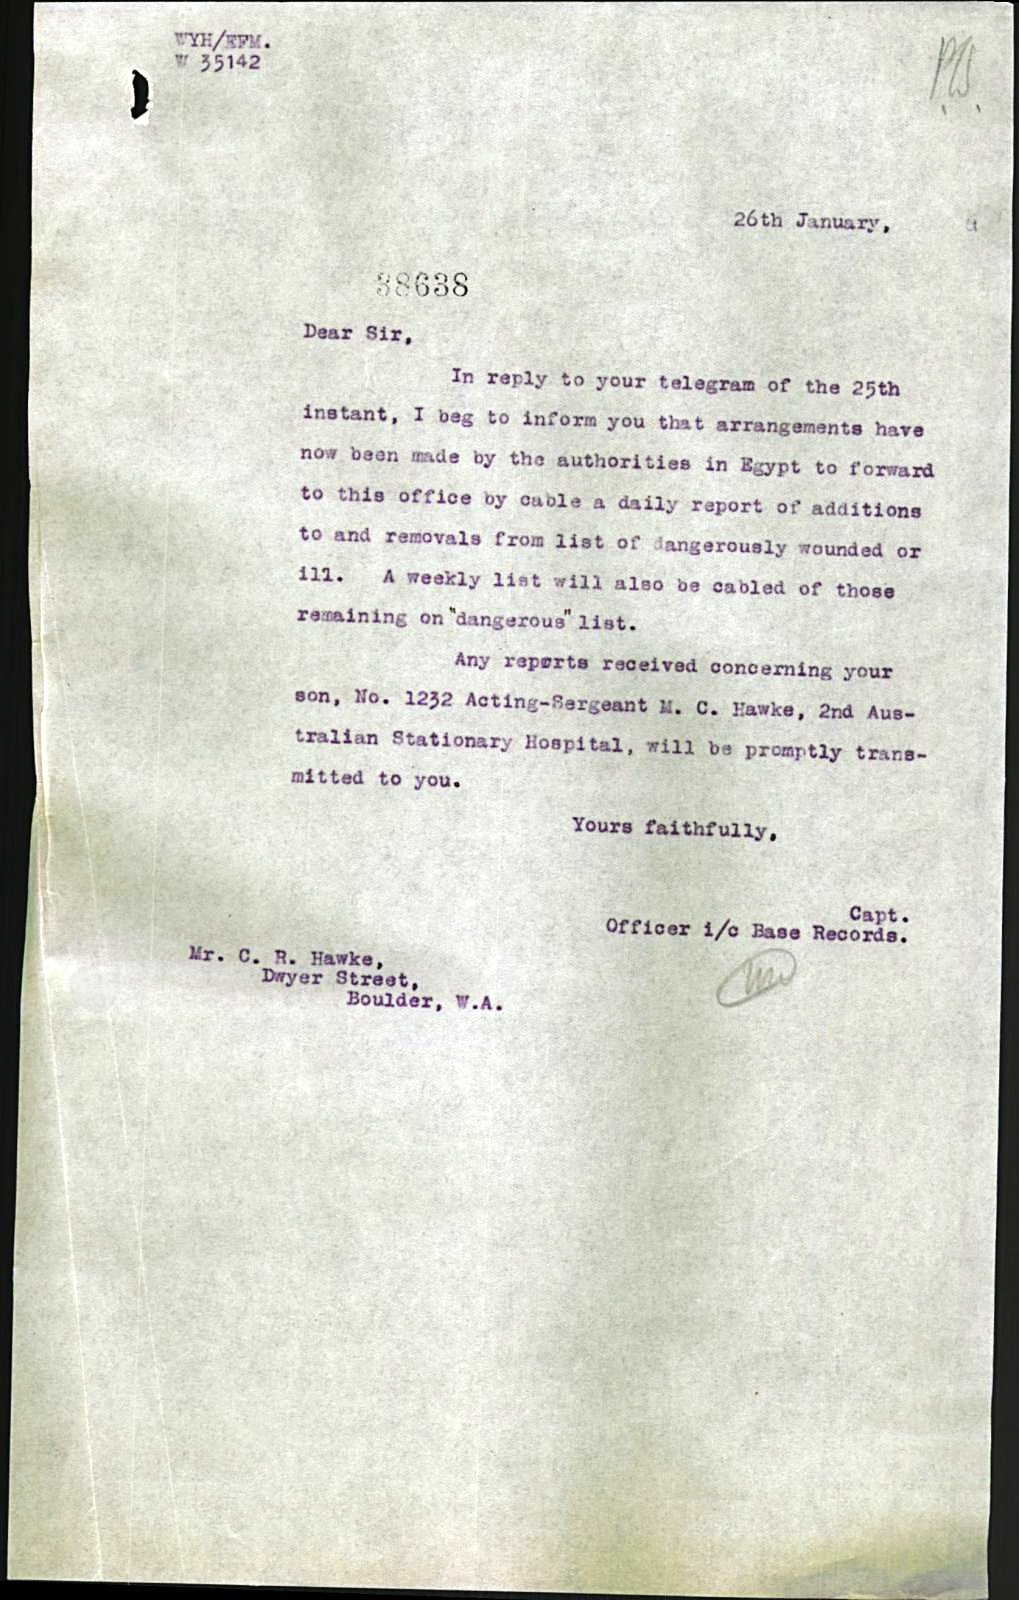 WYH/EFM.
W 35142
26th January,
38638
Dear Sir,
In reply to your telegram of the 25th
instant, I beg to inform you that arrangements have
now been made by the authorities in Egypt to forward
to this office by cable a daily report of additions
to and removals from list of dangerously wounded or
ill. A weekly list will also be cabled of those
remaining on "dangerous" list.
Any reports received concerning your
son, No. 1232 Acting-Sergeant M. C. Hawke, 2nd Aus-
tralian Stationary Hospital, will be promptly trans-
mitted to you.
Yours faithfully,
Capt.
Officer i/c Base Records.
Mr. C. R. Hawke,
Dwyer Street,
Boulder, W.A.